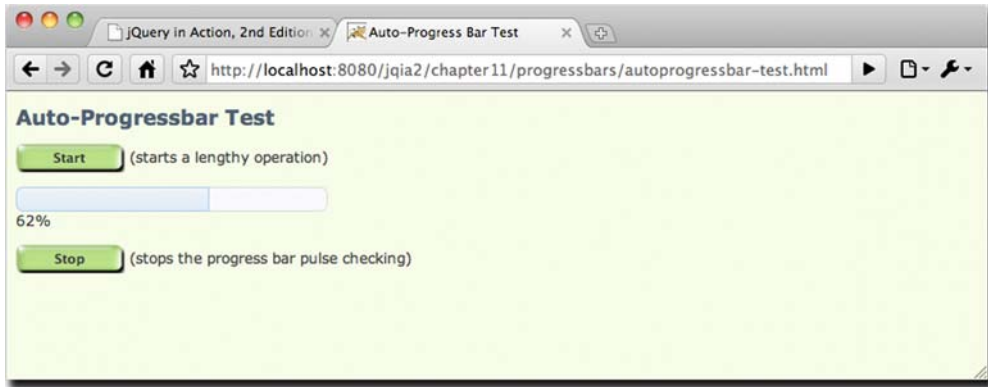 jQuery in Action, 2nd Edition
Auto-Progress Bar Test
http://localhost:8080/jqia2/chapter11/progressbars/autoprogressbar-test.html
Auto-Progressbar Test
Start (starts a lengthy operation)
62%
Stop (stops the progress bar pulse checking)